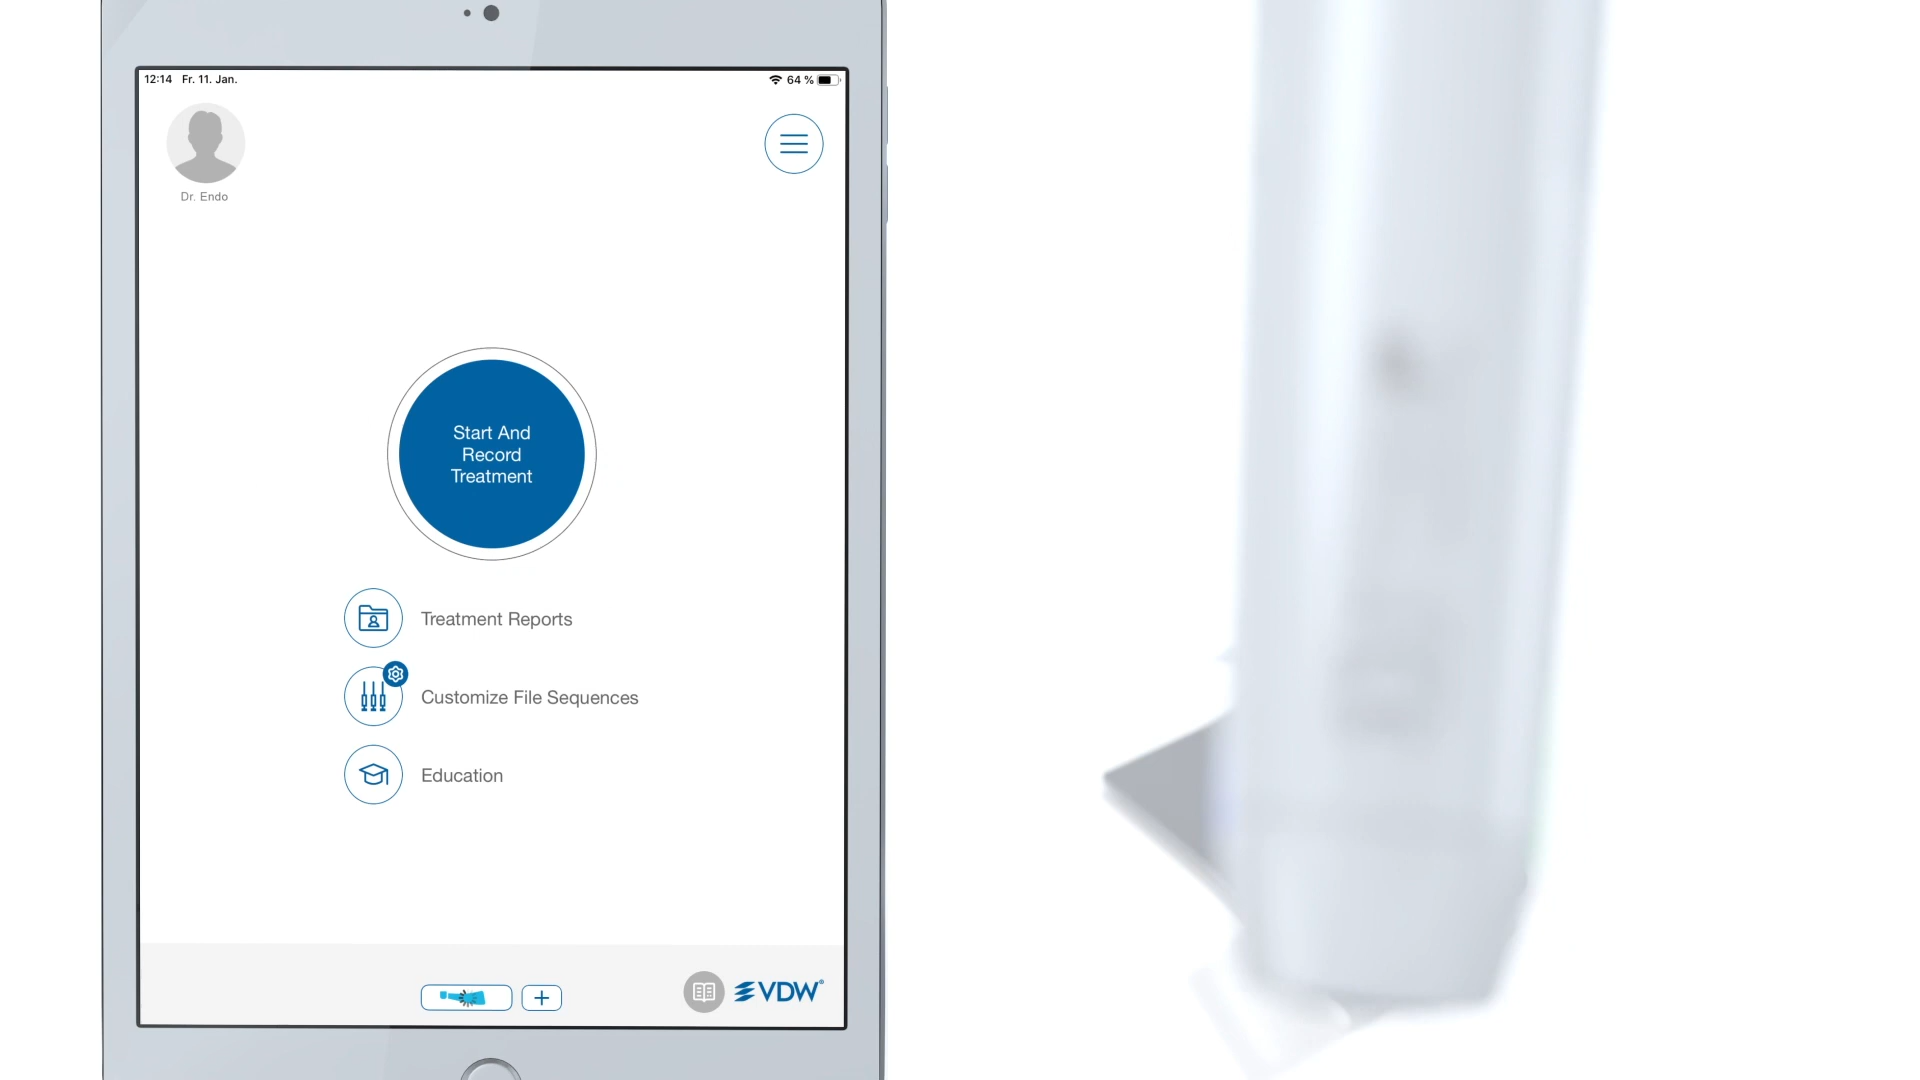 12:14 Fr. 11. Jan.
64 %
Dr. Endo
Start And
Record
Treatment
Treatment Reports
Customize File Sequences
Education
VDW®